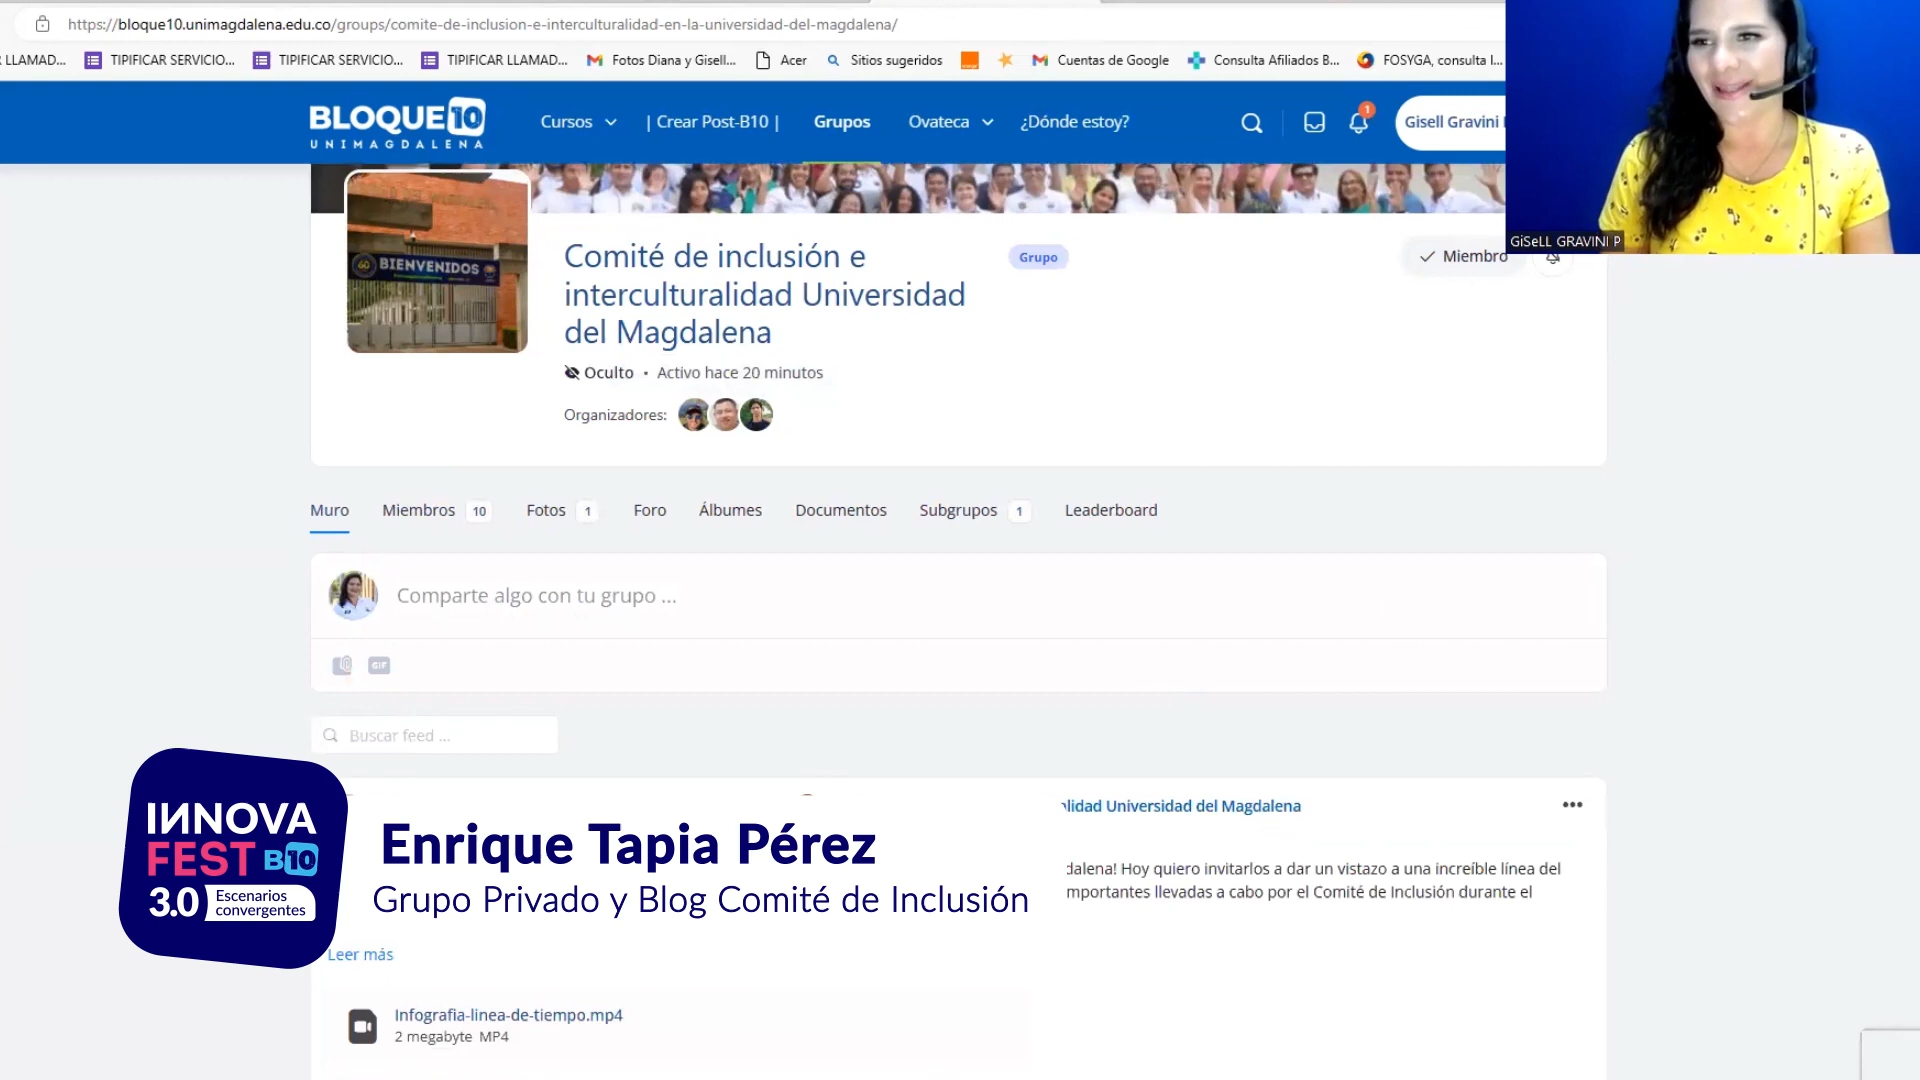 https://bloque10.unimagdalena.edu.co/groups/comite-de-inclusion-e-interculturalidad-en-la-universidad-del-magdalena/
LLAMAD...
TIPIFICAR SERVICIO...
TIPIFICAR SERVICIO...
TIPIFICAR LLAMAD...
Fotos Diana y Gisell...
Acer
Sitios sugeridos
Cuentas de Google
Consulta Afiliados B...
FOSYGA, consulta I...
BLOQUE10
UNIMAGDALENA
Cursos
| Crear Post-B10 |
Grupos
Ovateca
¿Dónde estoy?
1
Gisell Gravini
GiSeLL GRAVINI P
BIENVENIDOS
Comité de inclusión e
interculturalidad Universidad
del Magdalena
Grupo
Miembro
Oculto • Activo hace 20 minutos
Organizadores:
Muro
Miembros 10
Fotos 1
Foro
Álbumes
Documentos
Subgrupos 1
Leaderboard
Comparte algo con tu grupo ...
GIF
Buscar feed ...
lidad Universidad del Magdalena
dalena! Hoy quiero invitarlos a dar un vistazo a una increíble línea del
mportantes llevadas a cabo por el Comité de Inclusión durante el
INNOVA
FEST B10
3.0 Escenarios
convergentes
Enrique Tapia Pérez
Grupo Privado y Blog Comité de Inclusión
Leer más
Infografia-linea-de-tiempo.mp4
2 megabyte MP4